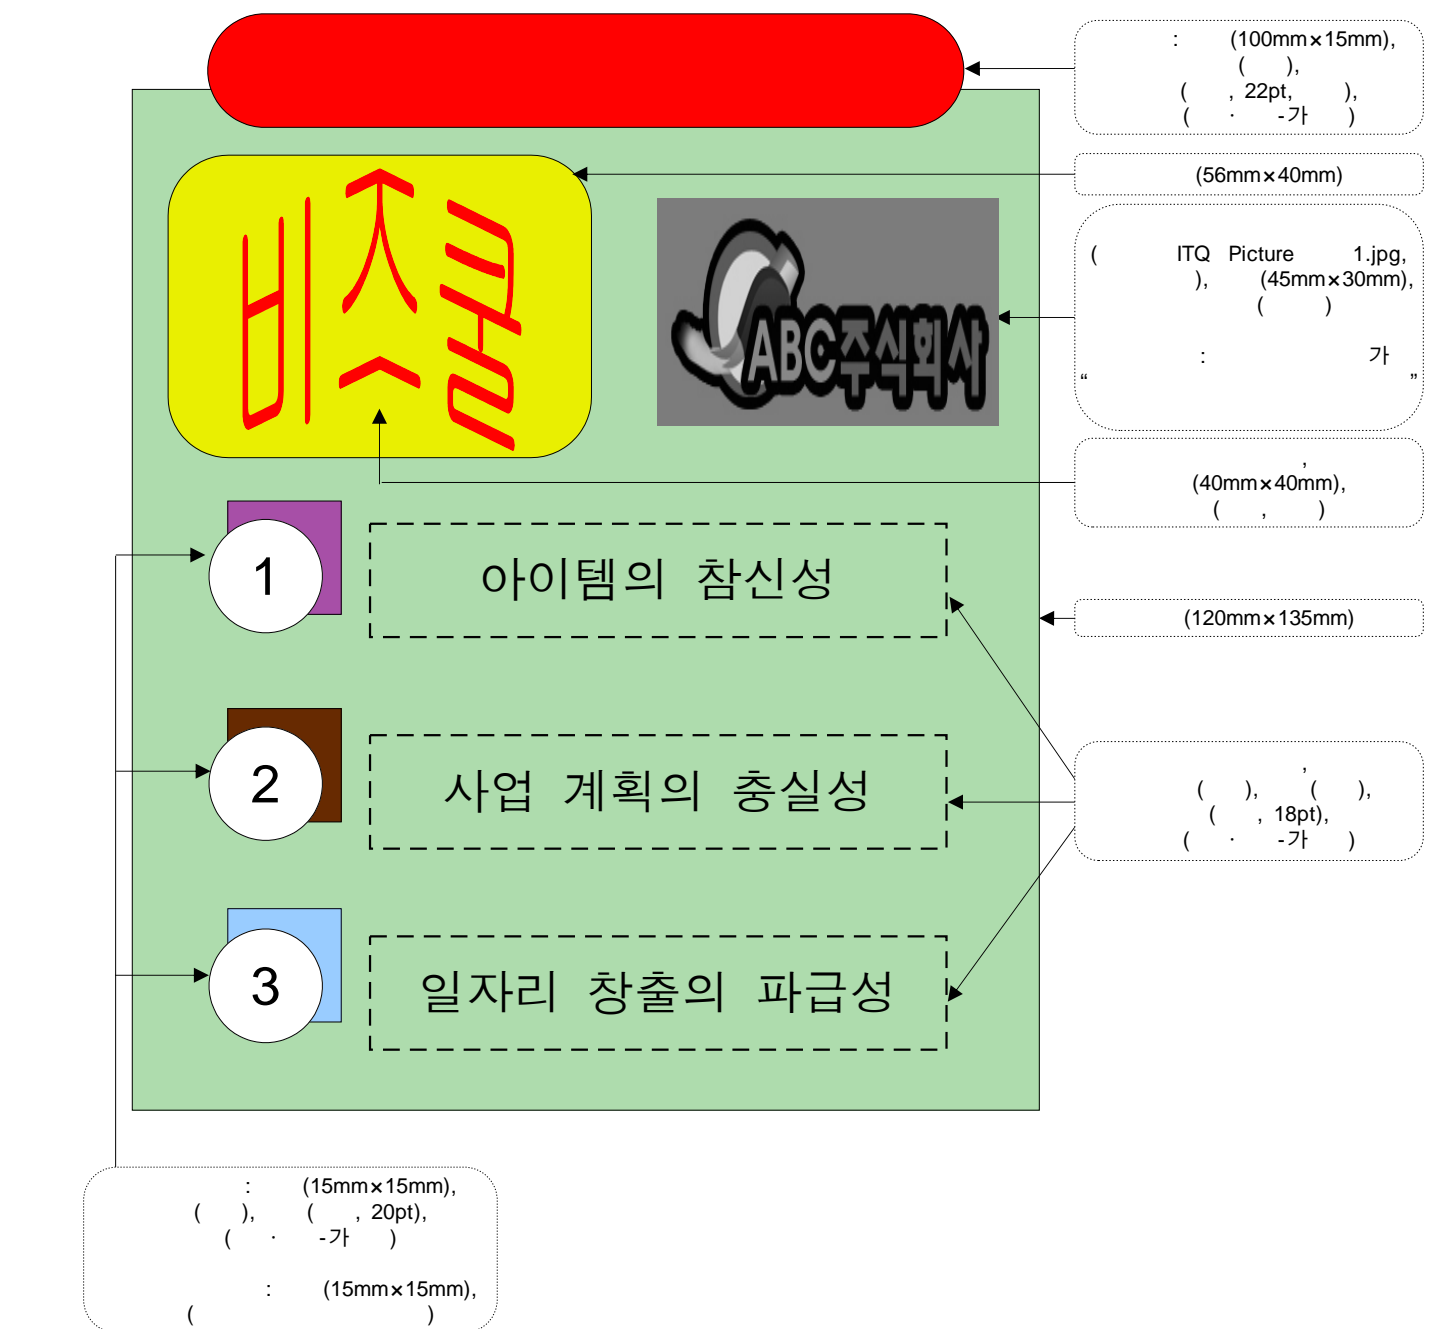 : (100mm×15mm),
( ),
( , 22pt, ),
( · -가 )
(56mm×40mm)
비즈쿨
ABC주식회사
( ITQ Picture 1.jpg,
), (45mm×30mm),
( )
: 가
“ ”
,
(40mm×40mm),
( , )
1
아이템의 참신성
(120mm×135mm)
2
사업 계획의 충실성
,
( ), ( ),
( , 18pt),
( · -가 )
3
일자리 창출의 파급성
: (15mm×15mm),
( ), ( , 20pt),
( · -가 )
: (15mm×15mm),
( )